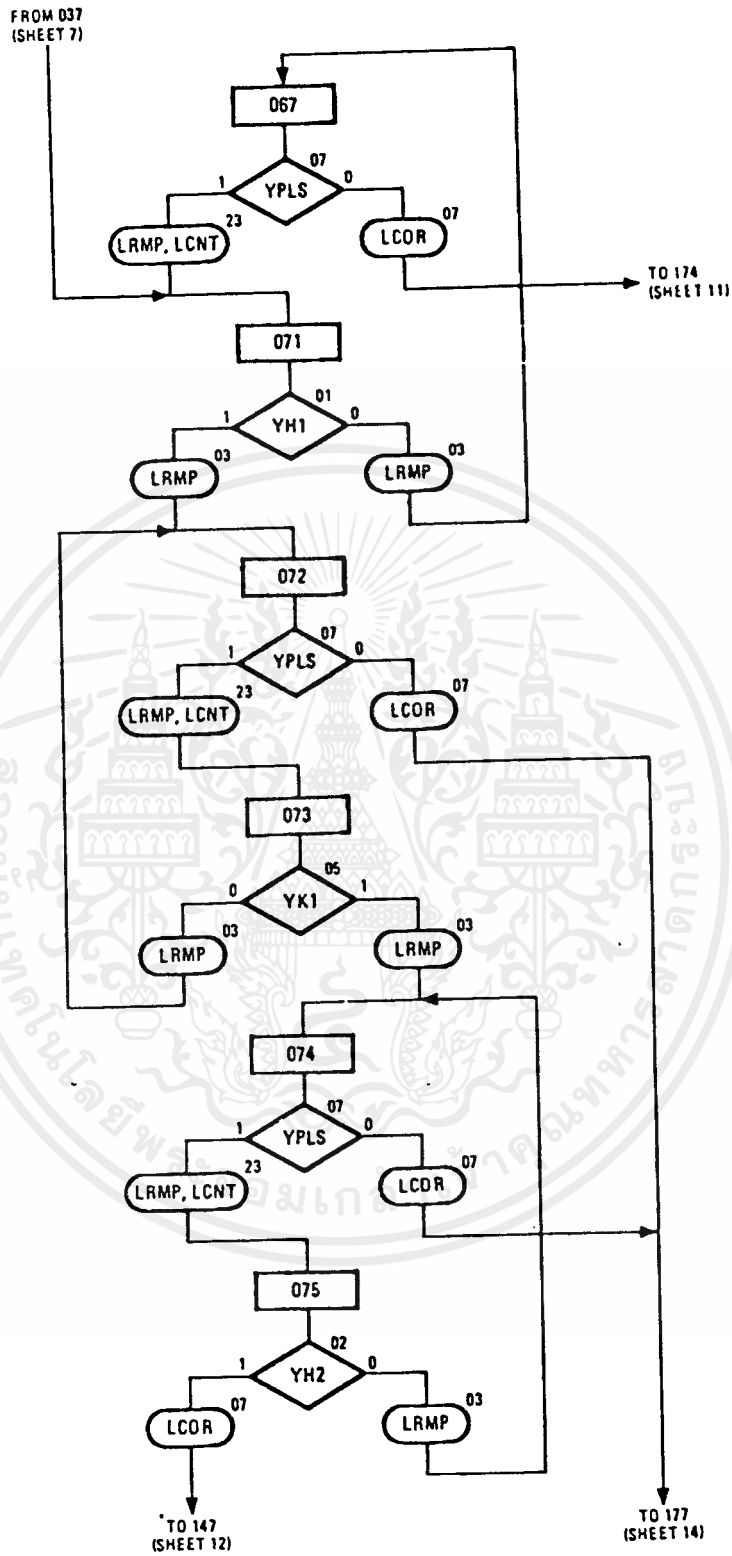 FROM 037
(SHEET 7)
067
07
1 YPLS 0
23
LRMP, LCNT
07
LCOR
TO 174
(SHEET 11)
071
01
1 YH1 0
03
LRMP
03
LRMP
072
07
1 YPLS 0
23
LRMP, LCNT
07
LCOR
073
05
0 YK1 1
03
LRMP
03
LRMP
074
07
1 YPLS 0
23
LRMP, LCNT
07
LCOR
075
02
1 YH2 0
07
LCOR
03
LRMP
TO 147
(SHEET 12)
TO 177
(SHEET 14)